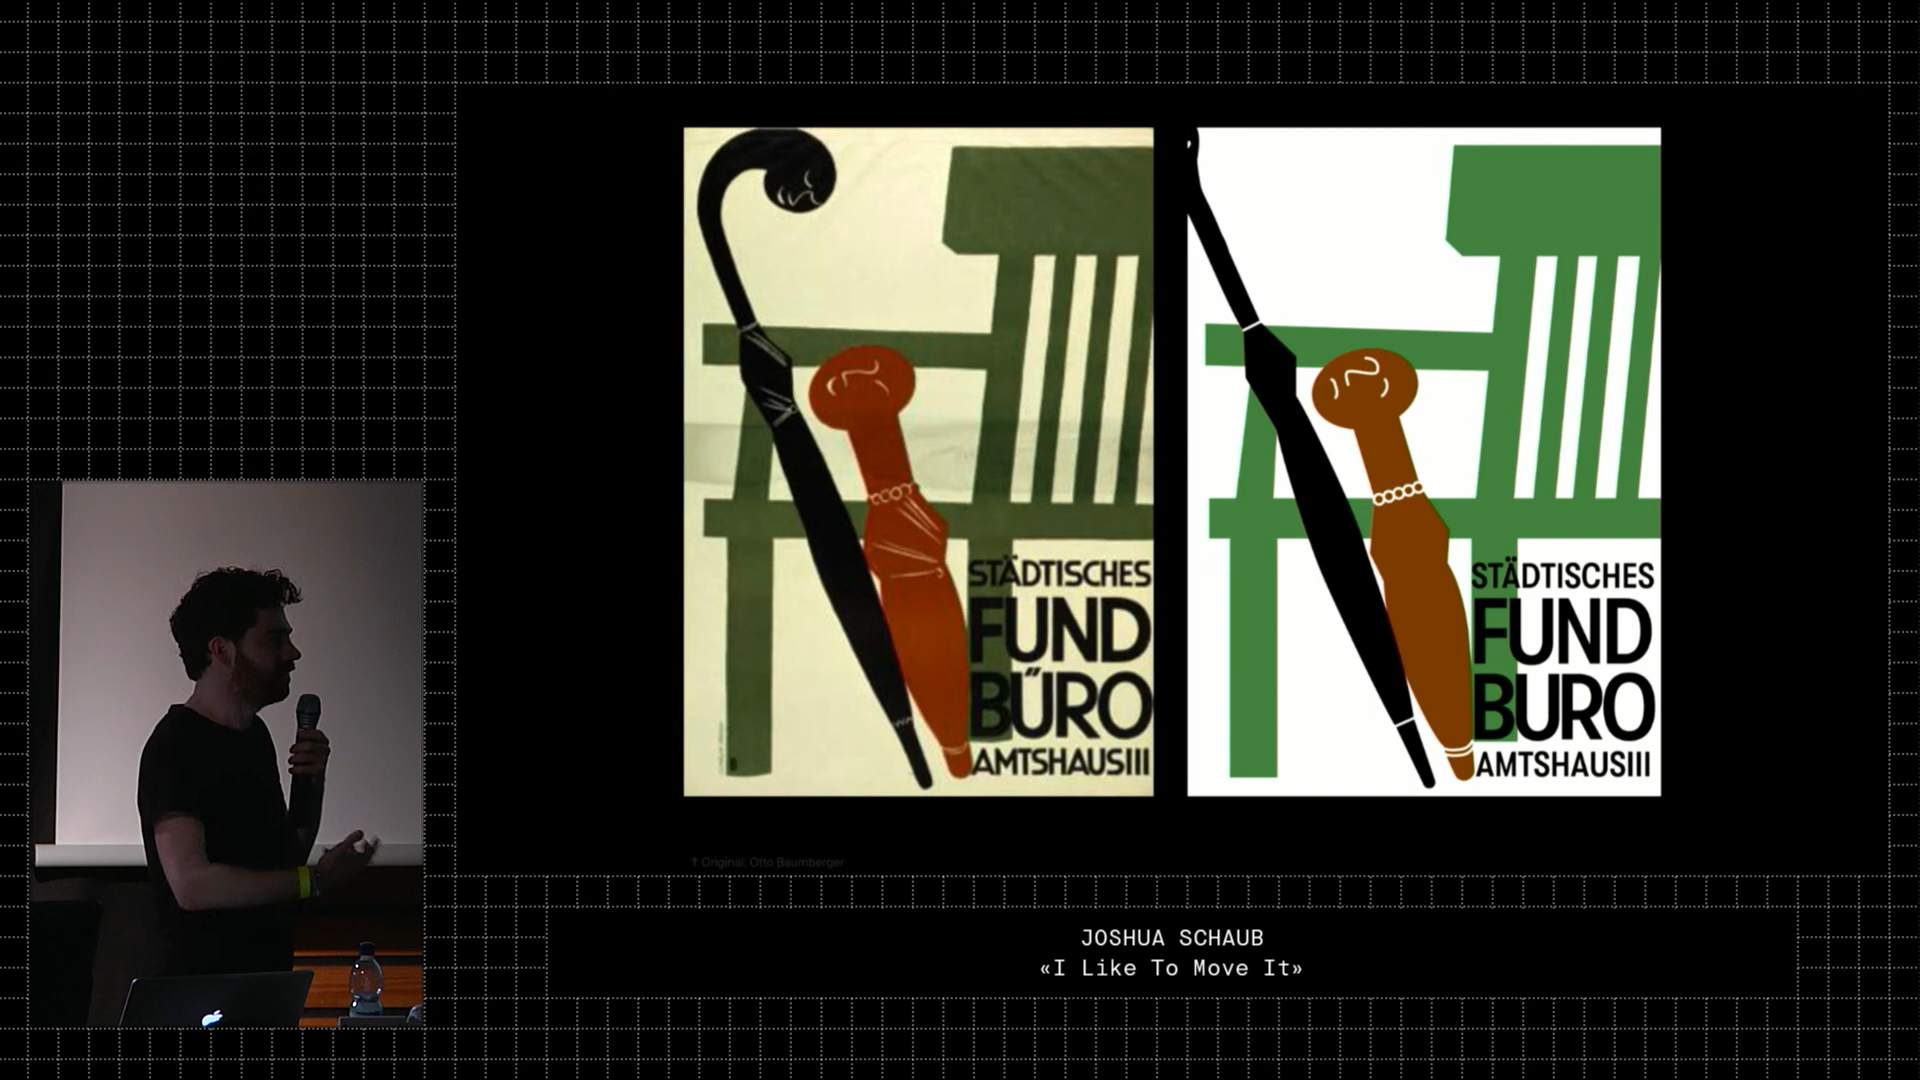 STÄDTISCHES
FUND
BÜRO
AMTSHAUSIII
STÄDTISCHES
FUND
BURO
AMTSHAUSIII
† Original: Otto Baumberger
JOSHUA SCHAUB
«I Like To Move It»